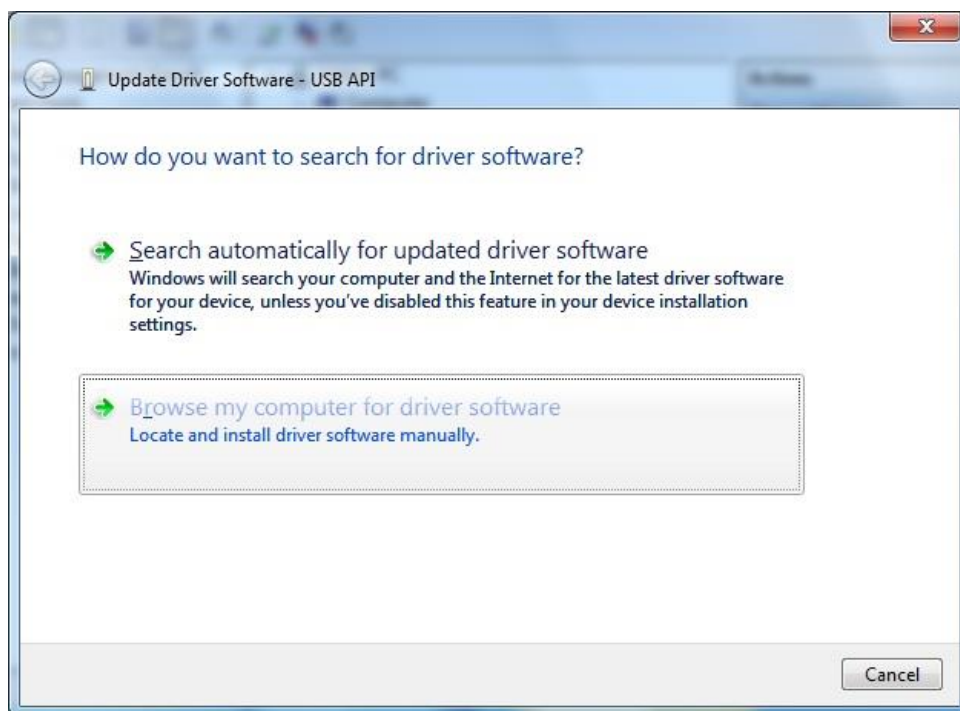 Update Driver Software - USB API
How do you want to search for driver software?
Search automatically for updated driver software
Windows will search your computer and the Internet for the latest driver software
for your device, unless you've disabled this feature in your device installation
settings.
Browse my computer for driver software
Locate and install driver software manually.
Cancel